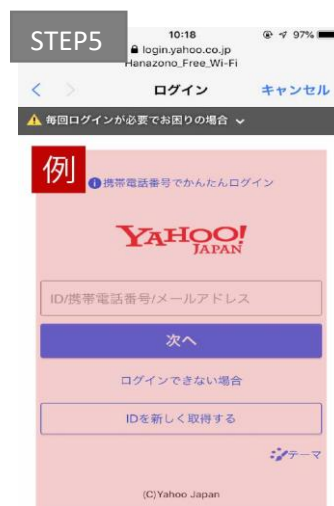 STEP5
10:18
97%
login.yahoo.co.jp
Hanazono_Free_Wi-Fi
ログイン
キャンセル
毎回ログインが必要でお困りの場合
例
携帯電話番号でかんたんログイン
YAHOO!
JAPAN
ID/携帯電話番号/メールアドレス
次へ
ログインできない場合
IDを新しく取得する
テーマ
(C)Yahoo Japan